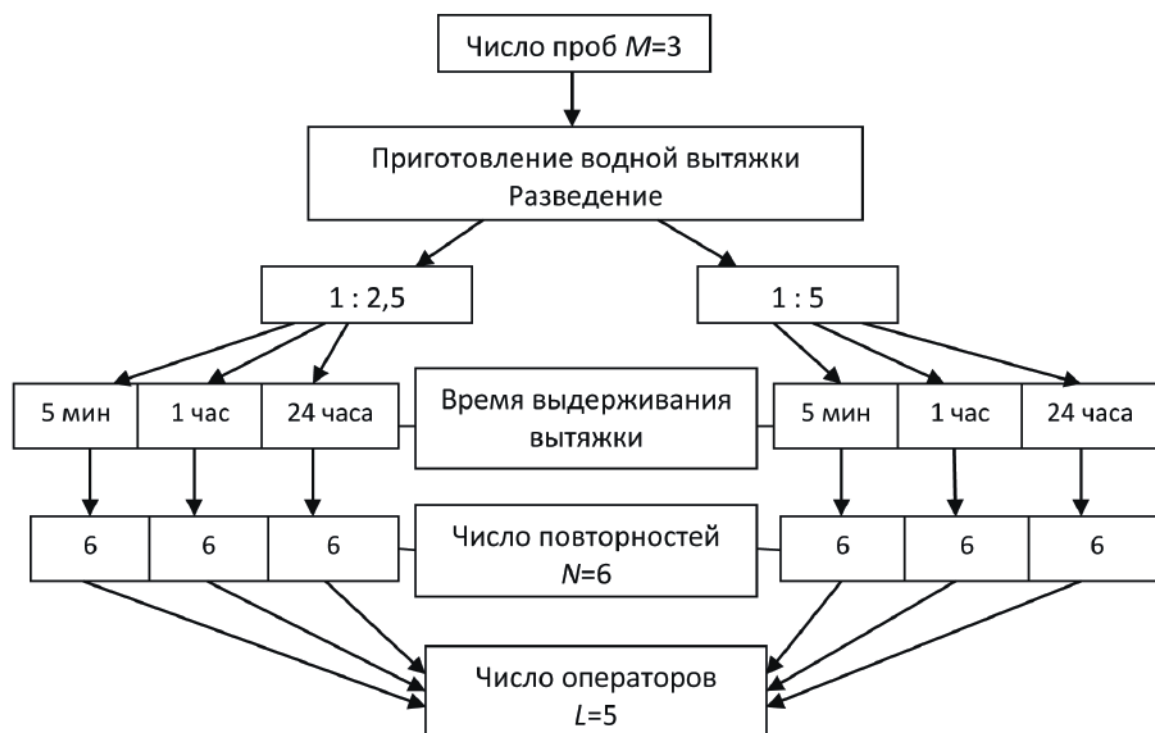 Число проб M=3
Приготовление водной вытяжки
Разведение
1 : 2,5
1 : 5
5 мин
1 час
24 часа
Время выдерживания
вытяжки
5 мин
1 час
24 часа
6
6
6
Число повторностей
N=6
6
6
6
Число операторов
L=5